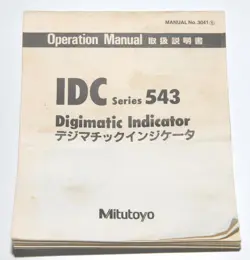 MANUAL No. 3041-⑤
Operation Manual 取扱説明書
IDC Series 543
Digimatic Indicator
デジマチックインジケータ
Mitutoyo